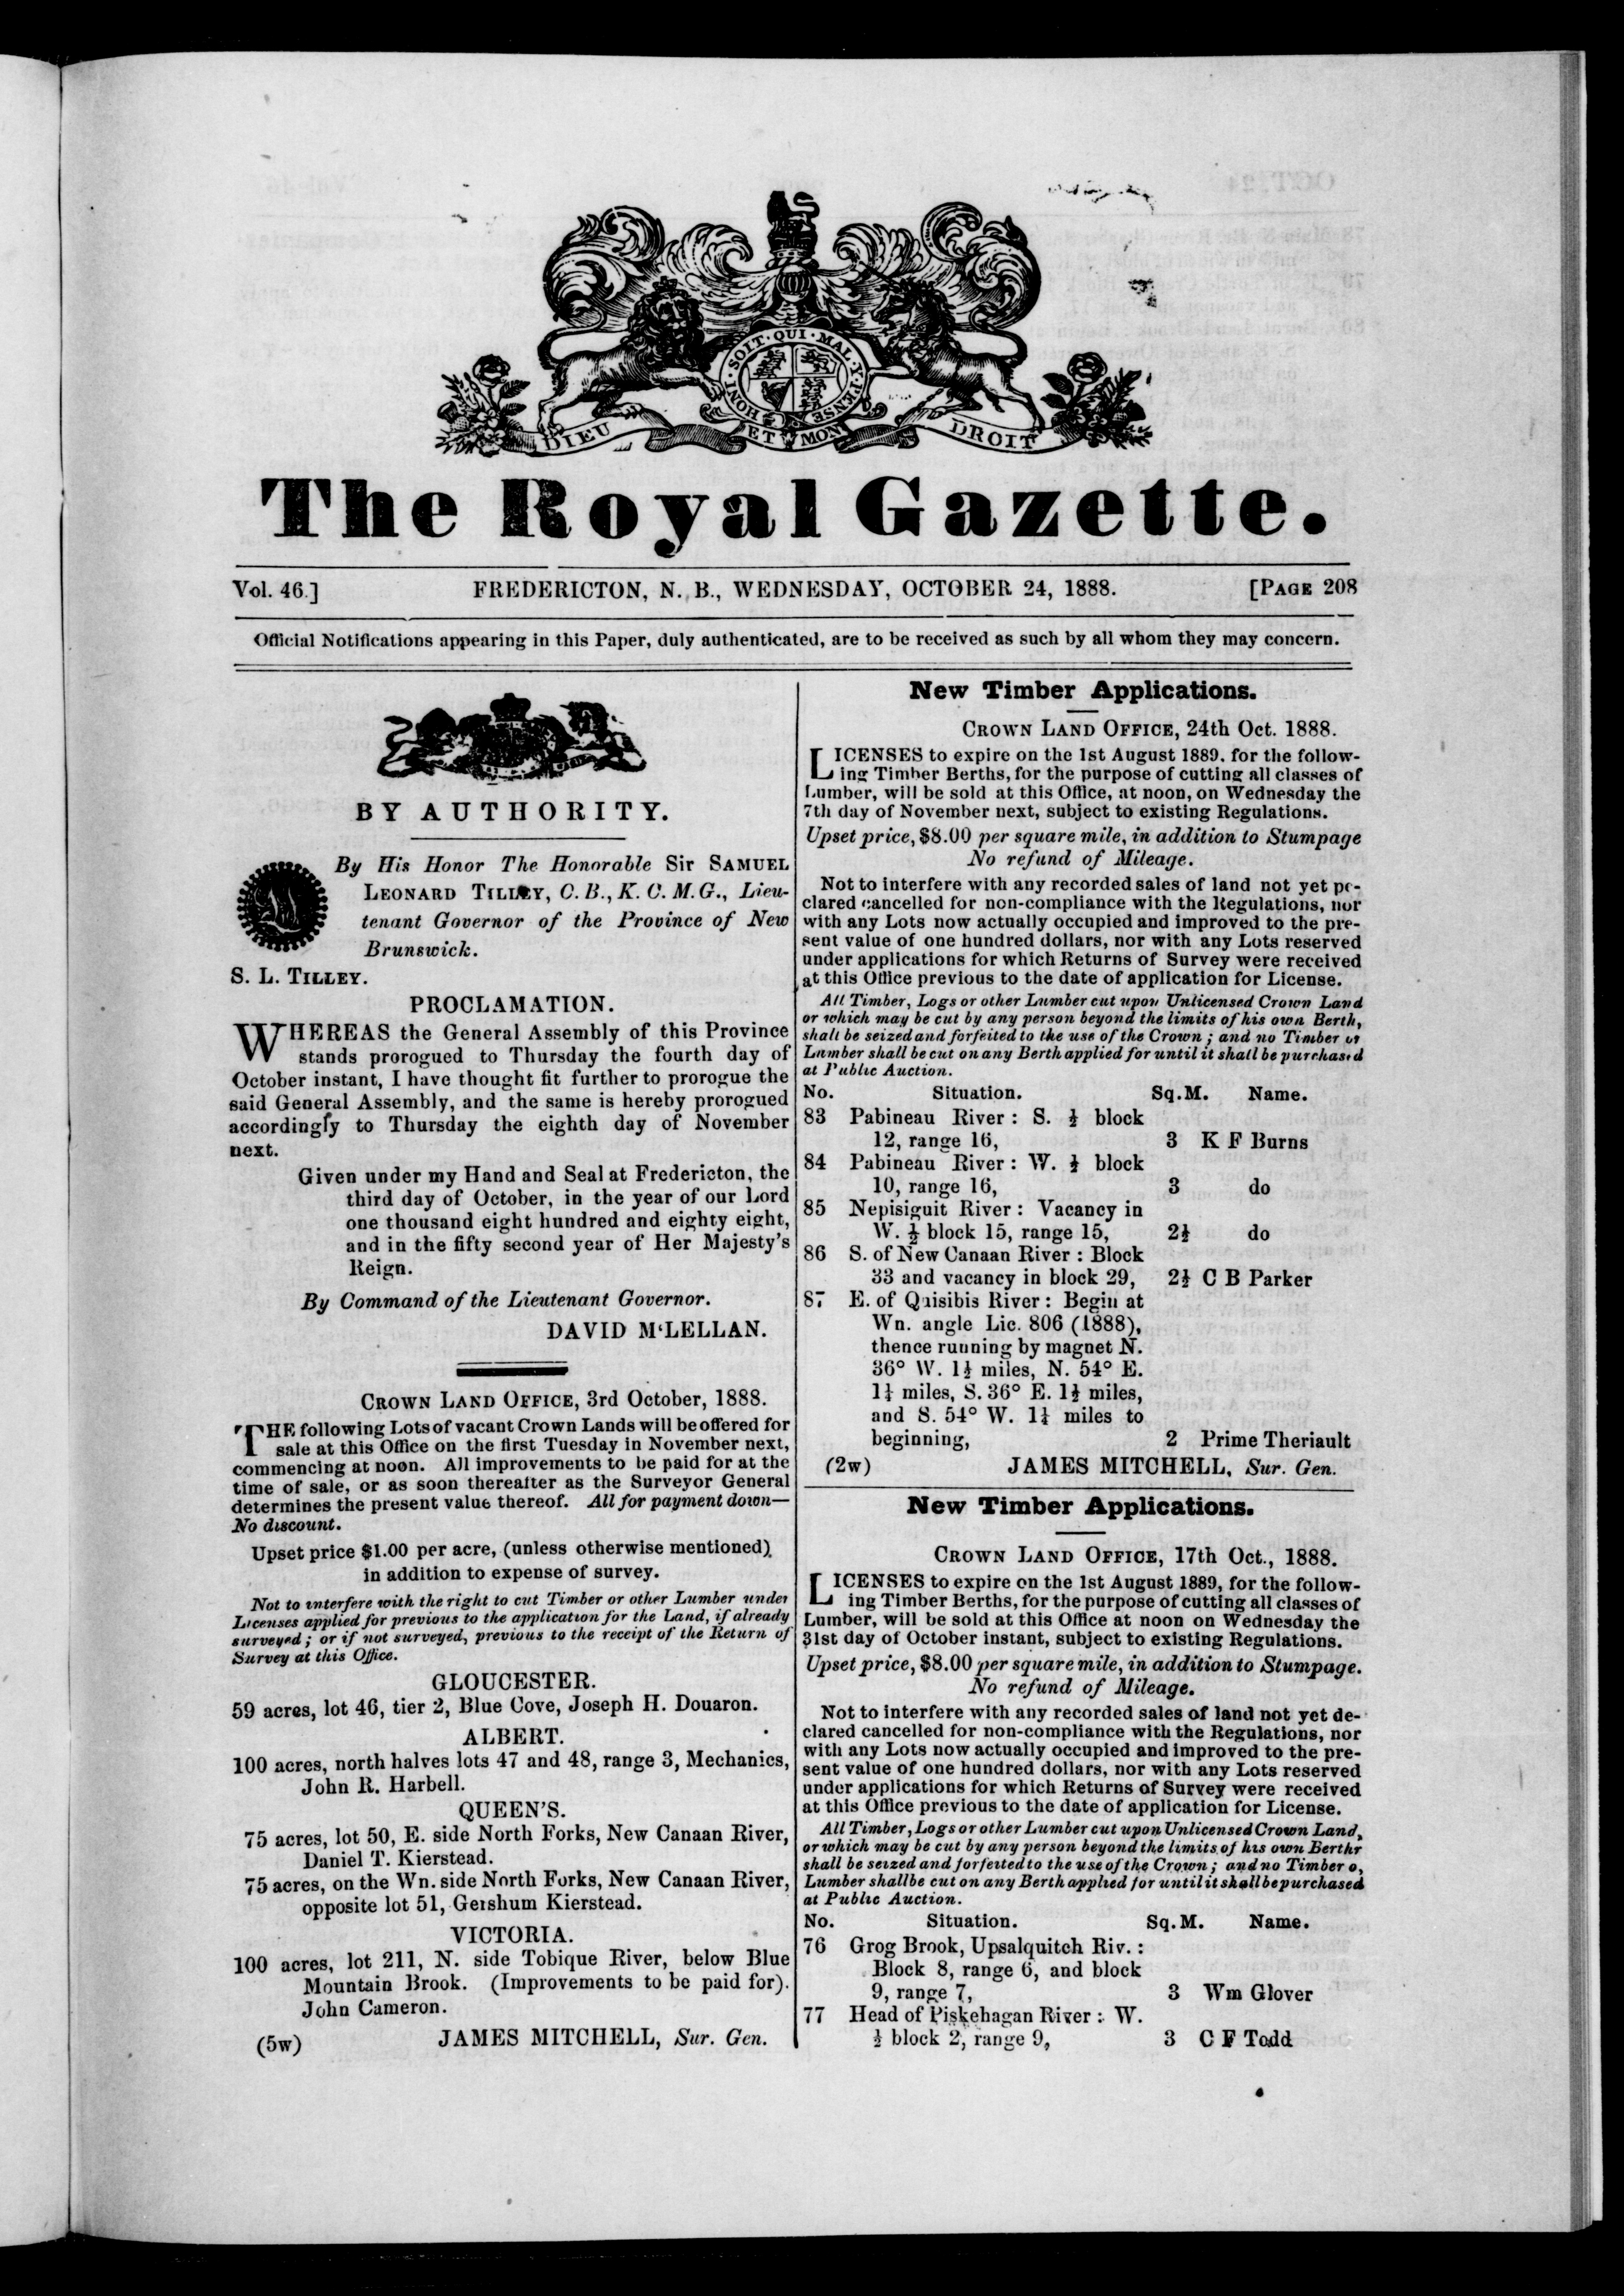 HONI · SOIT · QUI · MAL · Y · PENSE
DIEU ET MON DROIT
The Royal Gazette.
Vol. 46.] FREDERICTON, N. B., WEDNESDAY, OCTOBER 24, 1888. [PAGE 208
Official Notifications appearing in this Paper, duly authenticated, are to be received as such by all whom they may concern.
BY AUTHORITY.
By His Honor The Honorable Sir SAMUEL
LEONARD TILLEY, C. B., K. C. M. G., Lieu-
tenant Governor of the Province of New
Brunswick.
S. L. TILLEY.
PROCLAMATION.
WHEREAS the General Assembly of this Province
stands prorogued to Thursday the fourth day of
October instant, I have thought fit further to prorogue the
said General Assembly, and the same is hereby prorogued
accordingly to Thursday the eighth day of November
next.
Given under my Hand and Seal at Fredericton, the
third day of October, in the year of our Lord
one thousand eight hundred and eighty eight,
and in the fifty second year of Her Majesty's
Reign.
By Command of the Lieutenant Governor.
DAVID M'LELLAN.
CROWN LAND OFFICE, 3rd October, 1888.
THE following Lots of vacant Crown Lands will be offered for
sale at this Office on the first Tuesday in November next,
commencing at noon. All improvements to be paid for at the
time of sale, or as soon thereafter as the Surveyor General
determines the present value thereof. All for payment down—
No discount.
Upset price $1.00 per acre, (unless otherwise mentioned),
in addition to expense of survey.
Not to interfere with the right to cut Timber or other Lumber under
Licenses applied for previous to the application for the Land, if already
surveyed ; or if not surveyed, previous to the receipt of the Return of
Survey at this Office.
GLOUCESTER.
59 acres, lot 46, tier 2, Blue Cove, Joseph H. Douaron.
ALBERT.
100 acres, north halves lots 47 and 48, range 3, Mechanics,
John R. Harbell.
QUEEN'S.
75 acres, lot 50, E. side North Forks, New Canaan River,
Daniel T. Kierstead.
75 acres, on the Wn. side North Forks, New Canaan River,
opposite lot 51, Gershum Kierstead.
VICTORIA.
100 acres, lot 211, N. side Tobique River, below Blue
Mountain Brook. (Improvements to be paid for).
John Cameron.
(5w) JAMES MITCHELL, Sur. Gen.
New Timber Applications.
CROWN LAND OFFICE, 24th Oct. 1888.
LICENSES to expire on the 1st August 1889, for the follow-
ing Timber Berths, for the purpose of cutting all classes of
Lumber, will be sold at this Office, at noon, on Wednesday the
7th day of November next, subject to existing Regulations.
Upset price, $8.00 per square mile, in addition to Stumpage
No refund of Mileage.
Not to interfere with any recorded sales of land not yet pe-
clared cancelled for non-compliance with the Regulations, nor
with any Lots now actually occupied and improved to the pre-
sent value of one hundred dollars, nor with any Lots reserved
under applications for which Returns of Survey were received
at this Office previous to the date of application for License.
All Timber, Logs or other Lumber cut upon Unlicensed Crown Land
or which may be cut by any person beyond the limits of his own Berth,
shall be seized and forfeited to the use of the Crown ; and no Timber or
Lumber shall be cut on any Berth applied for until it shall be purchased
at Public Auction.
No. Situation. Sq.M. Name.
83 Pabineau River : S. ½ block
12, range 16, 3 K F Burns
84 Pabineau River : W. ½ block
10, range 16, 3 do
85 Nepisiguit River : Vacancy in
W. ½ block 15, range 15, 2½ do
86 S. of New Canaan River : Block
33 and vacancy in block 29, 2½ C B Parker
87 E. of Quisibis River : Begin at
Wn. angle Lic. 806 (1888),
thence running by magnet N.
36° W. 1½ miles, N. 54° E.
1¼ miles, S. 36° E. 1½ miles,
and S. 54° W. 1¼ miles to
beginning, 2 Prime Theriault
(2w) JAMES MITCHELL, Sur. Gen.
New Timber Applications.
CROWN LAND OFFICE, 17th Oct., 1888.
LICENSES to expire on the 1st August 1889, for the follow-
ing Timber Berths, for the purpose of cutting all classes of
Lumber, will be sold at this Office at noon on Wednesday the
31st day of October instant, subject to existing Regulations.
Upset price, $8.00 per square mile, in addition to Stumpage.
No refund of Mileage.
Not to interfere with any recorded sales of land not yet de-
clared cancelled for non-compliance with the Regulations, nor
with any Lots now actually occupied and improved to the pre-
sent value of one hundred dollars, nor with any Lots reserved
under applications for which Returns of Survey were received
at this Office previous to the date of application for License.
All Timber, Logs or other Lumber cut upon Unlicensed Crown Land,
or which may be cut by any person beyond the limits of his own Berthr
shall be seized and forfeited to the use of the Crown ; and no Timber o,
Lumber shall be cut on any Berth applied for until it shall be purchased
at Public Auction.
No. Situation. Sq. M. Name.
76 Grog Brook, Upsalquitch Riv. :
Block 8, range 6, and block
9, range 7, 3 Wm Glover
77 Head of Piskehagan River : W.
½ block 2, range 9, 3 C F Todd